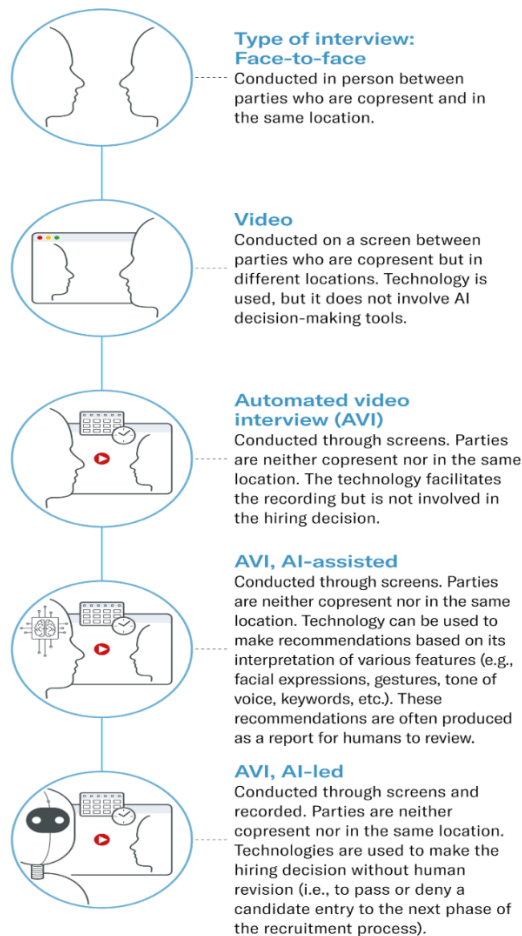 Type of interview:
Face-to-face
Conducted in person between
parties who are copresent and in
the same location.
Video
Conducted on a screen between
parties who are copresent but in
different locations. Technology is
used, but it does not involve AI
decision-making tools.
Automated video
interview (AVI)
Conducted through screens. Parties
are neither copresent nor in the same
location. The technology facilitates
the recording but is not involved in
the hiring decision.
AVI, AI-assisted
Conducted through screens. Parties
are neither copresent nor in the same
location. Technology can be used to
make recommendations based on its
interpretation of various features (e.g.,
facial expressions, gestures, tone of
voice, keywords, etc.). These
recommendations are often produced
as a report for humans to review.
AVI, AI-led
Conducted through screens and
recorded. Parties are neither
copresent nor in the same location.
Technologies are used to make the
hiring decision without human
revision (i.e., to pass or deny a
candidate entry to the next phase of
the recruitment process).